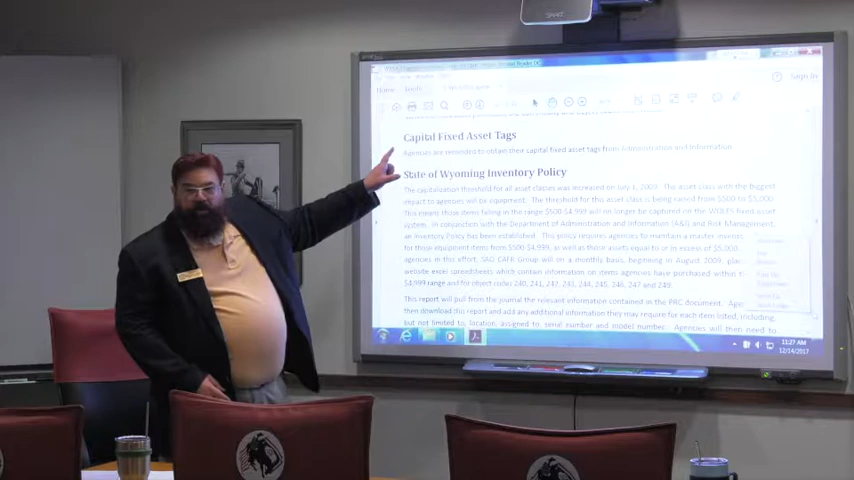 Sign In
Home
Capital Fixed Asset Tags
Agencies are reminded to obtain their capital fixed asset tags from Administration and Information
State of Wyoming Inventory Policy
The capitalization threshold for all asset classes was increased on July 1, 2009. The asset class with the biggest
impact to agencies will be equipment. The threshold for this asset class is being raised from $500 to $5,000.
This means those items falling in the range $500-$4,999 will no longer be captured on the WOLFS fixed asset
system. In conjunction with the Department of Administration and Information (A&I) and Risk Management,
an Inventory Policy has been established. This policy requires agencies to maintain a master
for those equipment items from $500-$4,999, as well as those assets equal to or in excess of $5,000.
agencies in this effort, SAO CAFR Group will on a monthly basis, beginning in August 2009,
website excel spreadsheets which contain information on items agencies have purchased within
$4,999 range and for object codes 240, 241, 242, 243, 244, 245, 246, 247 and 249.
This report will pull from the journal the relevant information contained in the PRC document.
then download this report and add any additional information they may require for each item listed, including,
but not limited to, location, assigned to, serial number and model number. Agencies will then need to
11:27 AM
12/14/2017